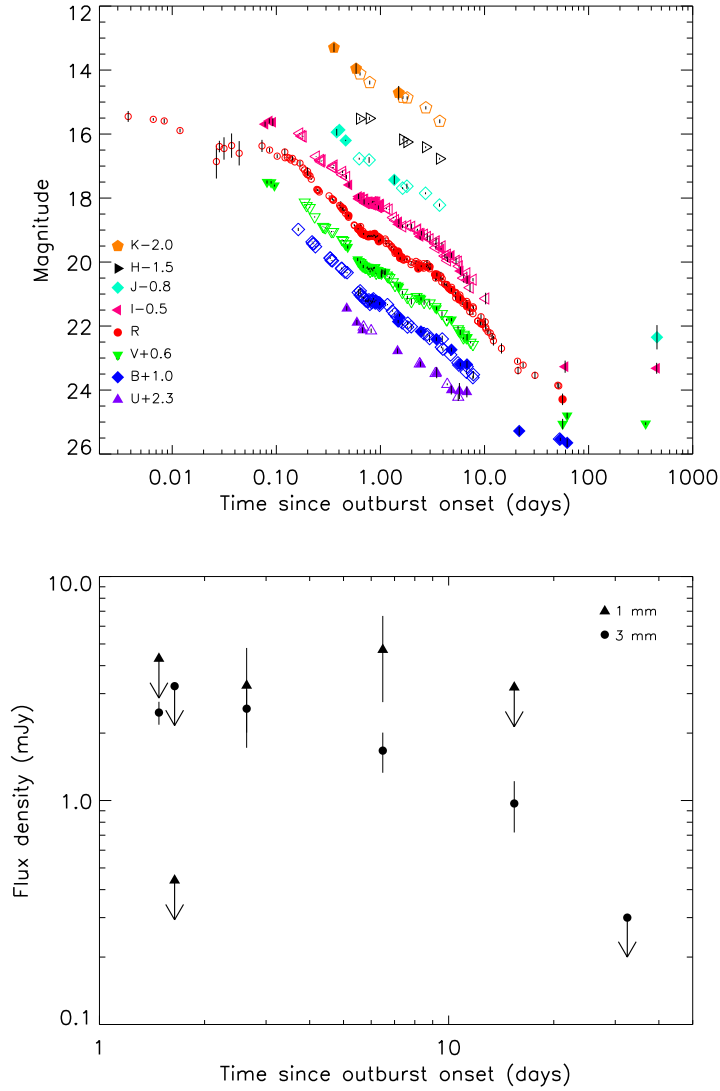 12
14
16
18
20
22
24
26
Magnitude
K−2.0
H−1.5
J−0.8
I−0.5
R
V+0.6
B+1.0
U+2.3
0.01 0.10 1.00 10.0 100 1000
Time since outburst onset (days)
10.0
1.0
0.1
Flux density (mJy)
1 mm
3 mm
1 10
Time since outburst onset (days)